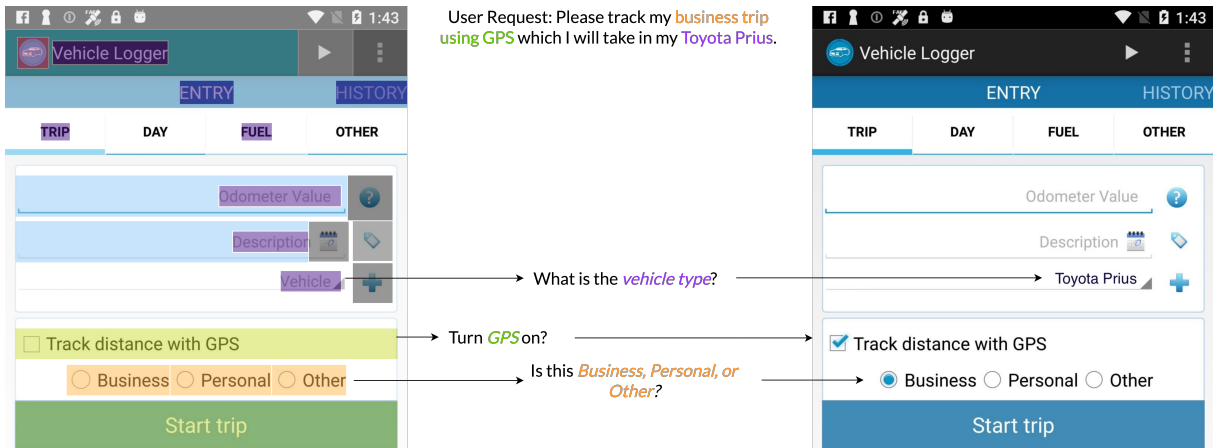 1:43
Vehicle Logger
ENTRY HISTORY
TRIP DAY FUEL OTHER
Odometer Value
Description
Vehicle
Track distance with GPS
Business Personal Other
Start trip
User Request: Please track my business trip
using GPS which I will take in my Toyota Prius.
What is the vehicle type?
Turn GPS on?
Is this Business, Personal, or
Other?
1:43
Vehicle Logger
ENTRY HISTORY
TRIP DAY FUEL OTHER
Odometer Value
Description
Toyota Prius
Track distance with GPS
Business Personal Other
Start trip